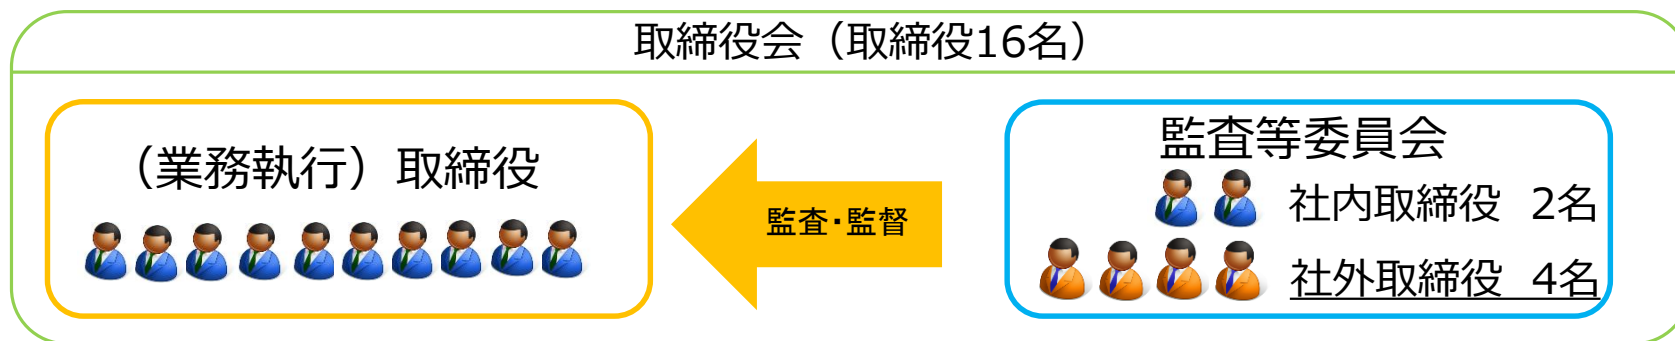 取締役会（取締役16名）
（業務執行）取締役
監査・監督
監査等委員会
社内取締役 2名
社外取締役 4名